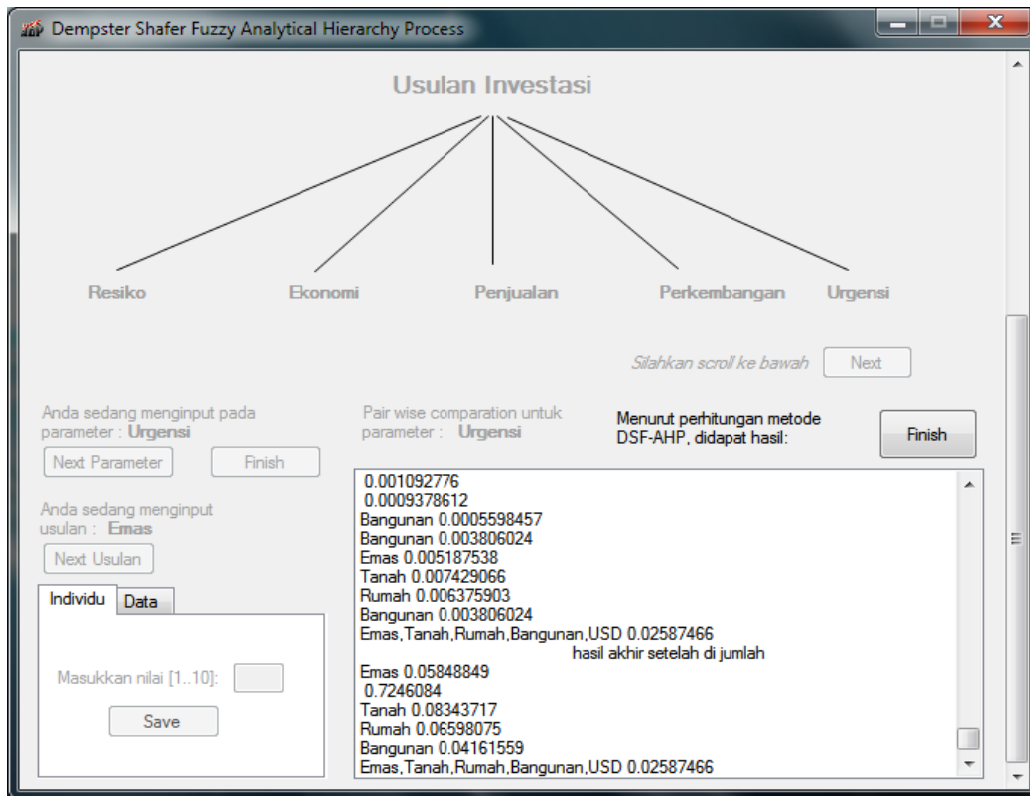 Dempster Shafer Fuzzy Analytical Hierarchy Process
Usulan Investasi
Resiko Ekonomi Penjualan Perkembangan Urgensi
Silahkan scroll ke bawah Next
Anda sedang menginput pada
parameter : Urgensi
Next Parameter Finish
Anda sedang menginput
usulan : Emas
Next Usulan
Individu Data
Masukkan nilai [1..10]:
Save
Pair wise comparation untuk
parameter : Urgensi
Menurut perhitungan metode
DSF-AHP, didapat hasil:
Finish
0.001092776
0.0009378612
Bangunan 0.0005598457
Bangunan 0.003806024
Emas 0.005187538
Tanah 0.007429066
Rumah 0.006375903
Bangunan 0.003806024
Emas,Tanah,Rumah,Bangunan,USD 0.02587466
hasil akhir setelah di jumlah
Emas 0.05848849
0.7246084
Tanah 0.08343717
Rumah 0.06598075
Bangunan 0.04161559
Emas,Tanah,Rumah,Bangunan,USD 0.02587466